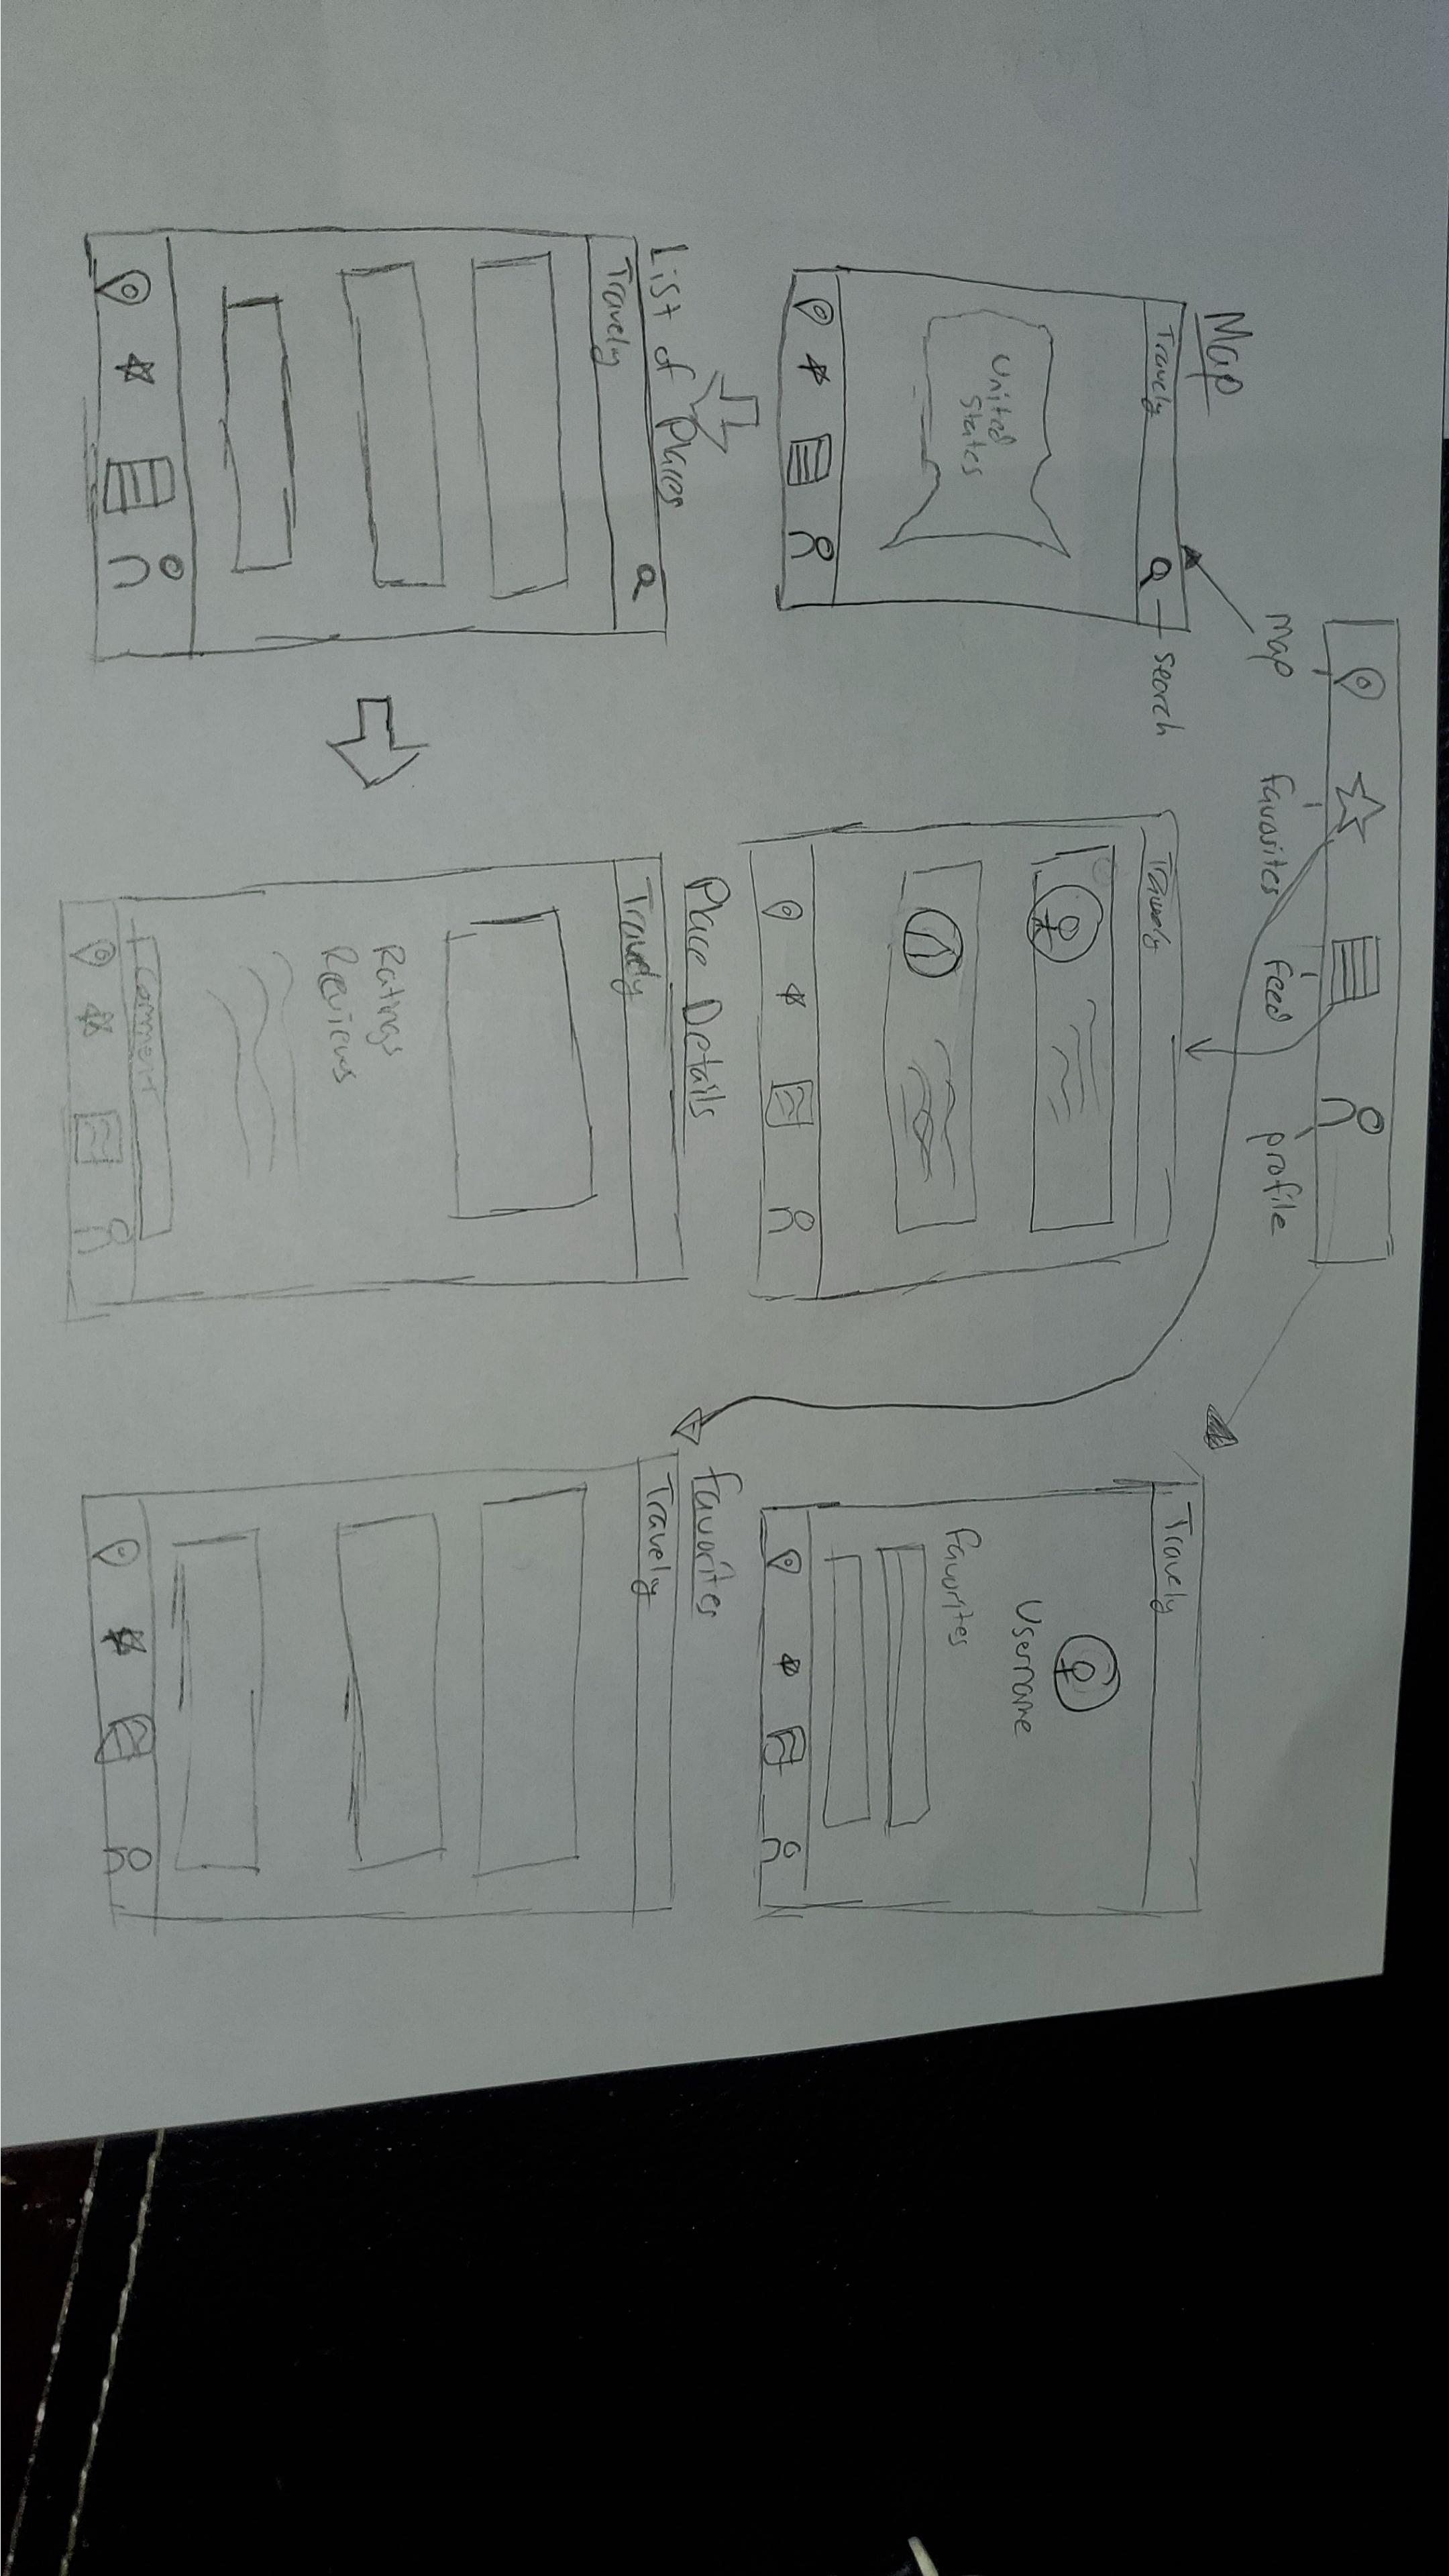 map
favorites
feed
profile
Map
Travely
search
United
States
Travely
Travely
Username
Favorites
List of Places
Travely
Place Details
Travely
Ratings
Reviews
Comment
Favorites
Travely